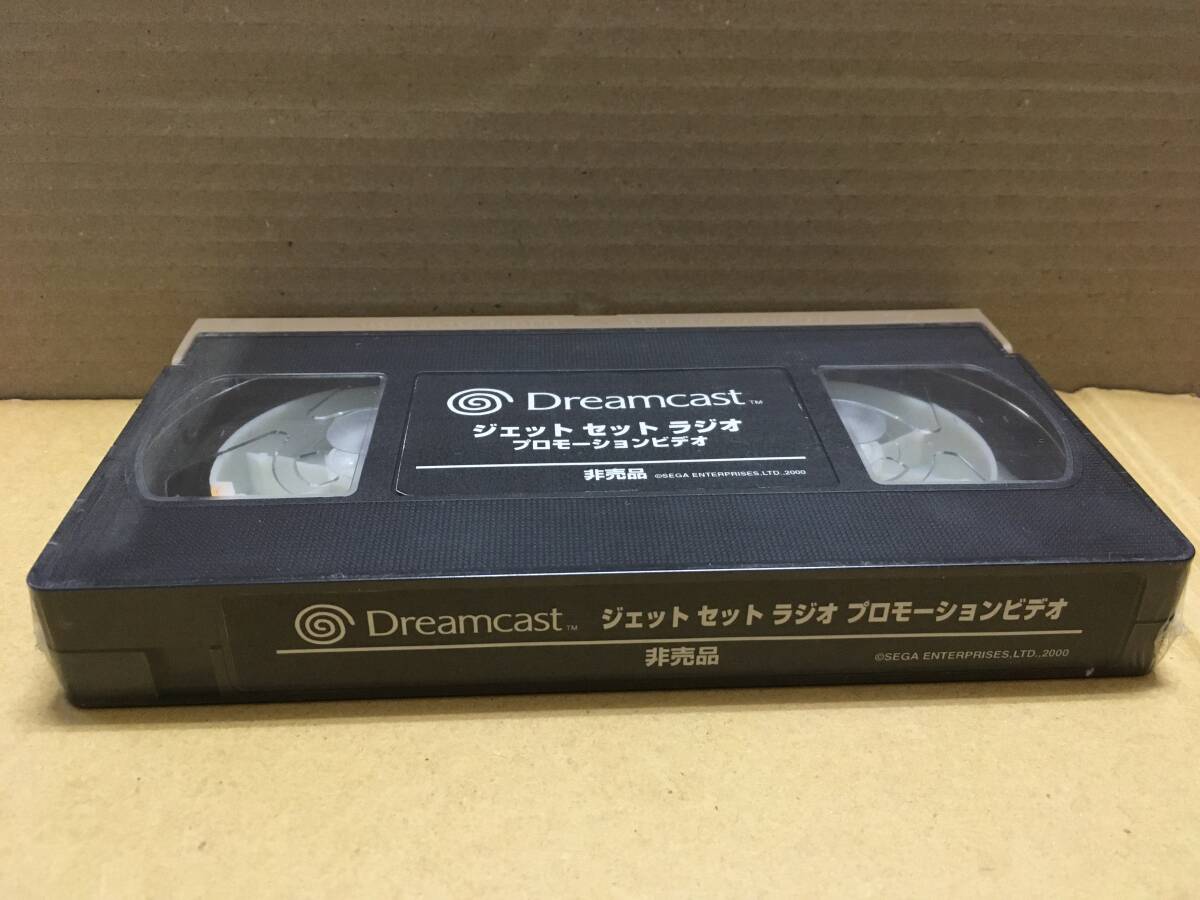 Dreamcast™
ジェット セット ラジオ
プロモーションビデオ
非売品 ©SEGA ENTERPRISES,LTD.,2000
Dreamcast™ ジェット セット ラジオ プロモーションビデオ
非売品 ©SEGA ENTERPRISES,LTD.,2000